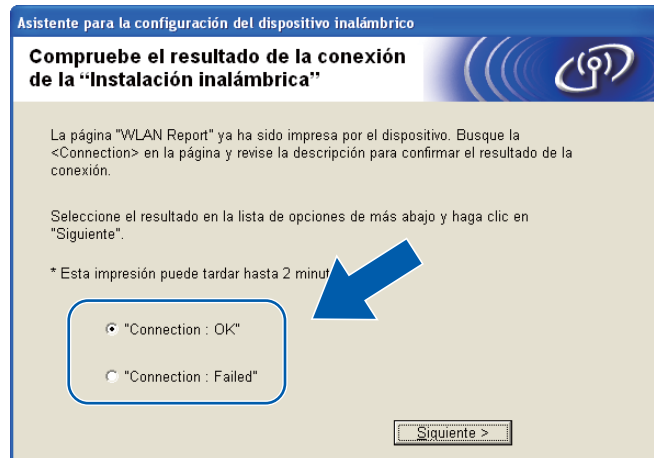 Asistente para la configuración del dispositivo inalámbrico
Compruebe el resultado de la conexión
de la “Instalación inalámbrica”
La página "WLAN Report" ya ha sido impresa por el dispositivo. Busque la
<Connection> en la página y revise la descripción para confirmar el resultado de la
conexión.
Seleccione el resultado en la lista de opciones de más abajo y haga clic en
"Siguiente".
* Esta impresión puede tardar hasta 2
"Connection : OK"
"Connection : Failed"
Siguiente >